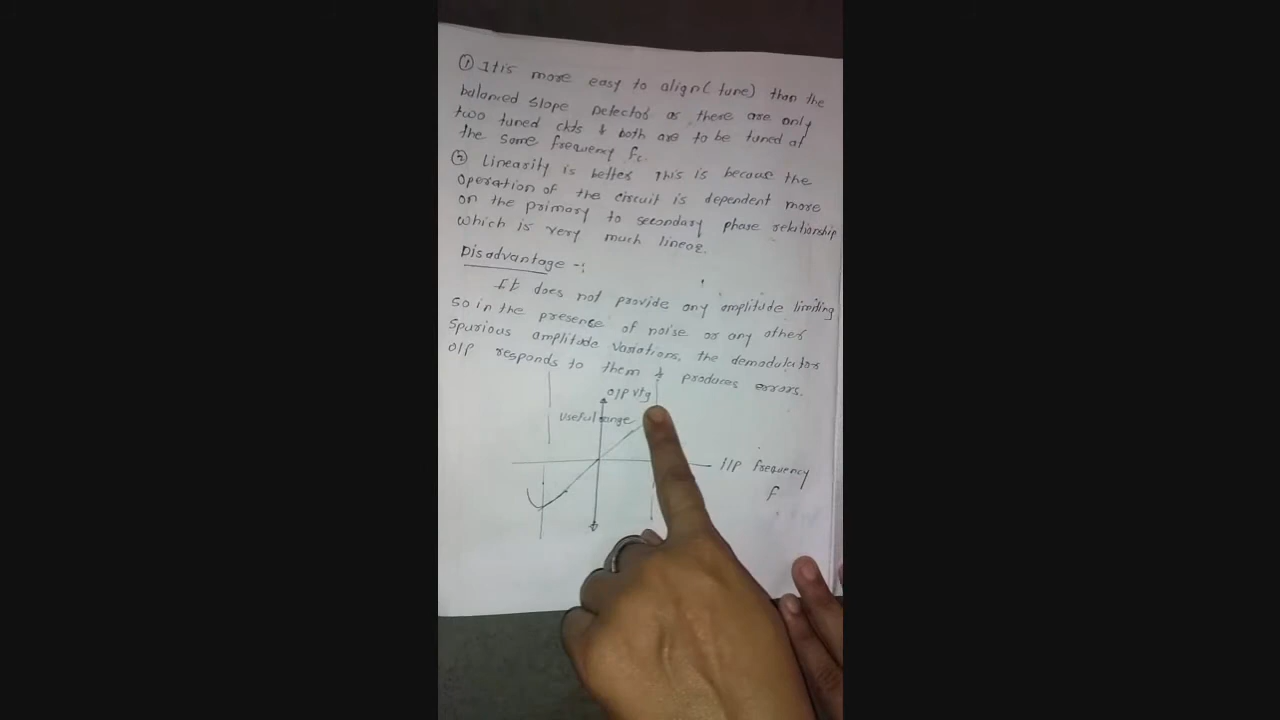 ① It is more easy to align (tune) than the
balanced slope Detector as there are only
two tuned ckts & both are to be tuned at
the same frequency fc.
② Linearity is better This is becaue the
Operation of the circuit is dependent more
on the primary to secondary phase relationship
which is very much linear.
Disadvantage -:
It does not provide any amplitude limiting
So in the presence of noise or any other
Spurious amplitude variations, the demodulator
O/P responds to them & produces errors.
O/P vtg
Useful range
I/P frequency
f